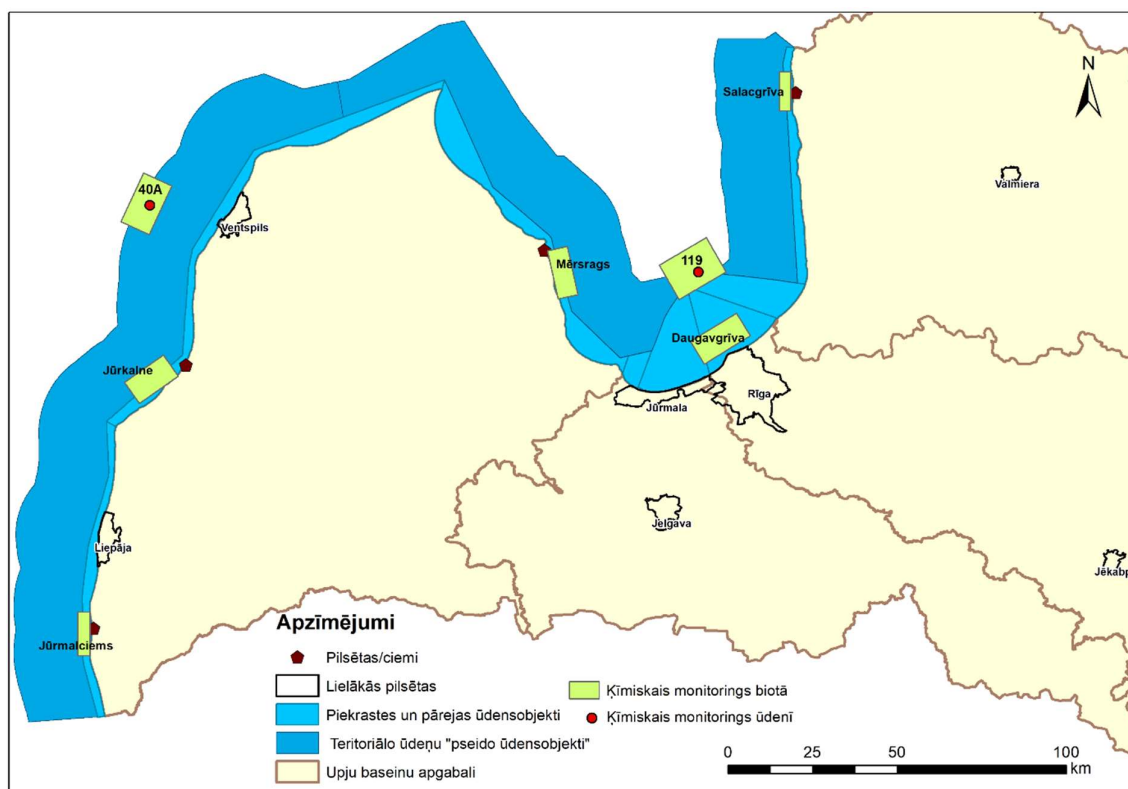 Salacgrīva
N
Valmiera
40A
Ventspils
Mērsrags
119
Daugavgrīva
Jūrkalne
Rīga
Jūrmala
Jelgava
Liepāja
Jēkabp
Jūrmalciems
Apzīmējumi
Pilsētas/ciemi
Lielākās pilsētas
Piekrastes un pārejas ūdensobjekti
Teritoriālo ūdeņu "pseido ūdensobjekti"
Upju baseinu apgabali
Ķīmiskais monitorings biotā
Ķīmiskais monitorings ūdenī
0 25 50 100
km